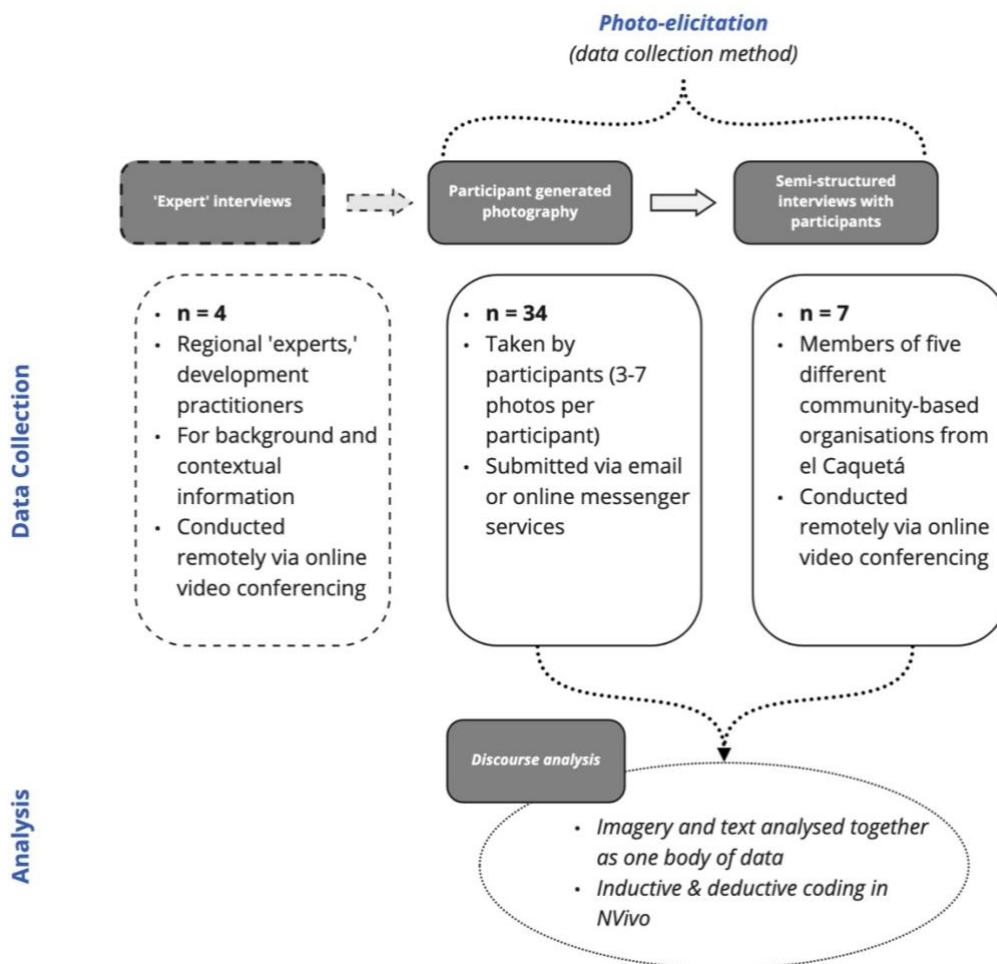 Photo-elicitation
(data collection method)
'Expert' interviews
Participant generated
photography
Semi-structured
interviews with
participants
Data Collection
• n = 4
• Regional 'experts,'
development
practitioners
• For background and
contextual
information
• Conducted
remotely via online
video conferencing
• n = 34
• Taken by
participants (3-7
photos per
participant)
• Submitted via email
or online messenger
services
• n = 7
• Members of five
different
community-based
organisations from
el Caquetá
• Conducted
remotely via online
video conferencing
Analysis
Discourse analysis
• Imagery and text analysed together
as one body of data
• Inductive & deductive coding in
NVivo